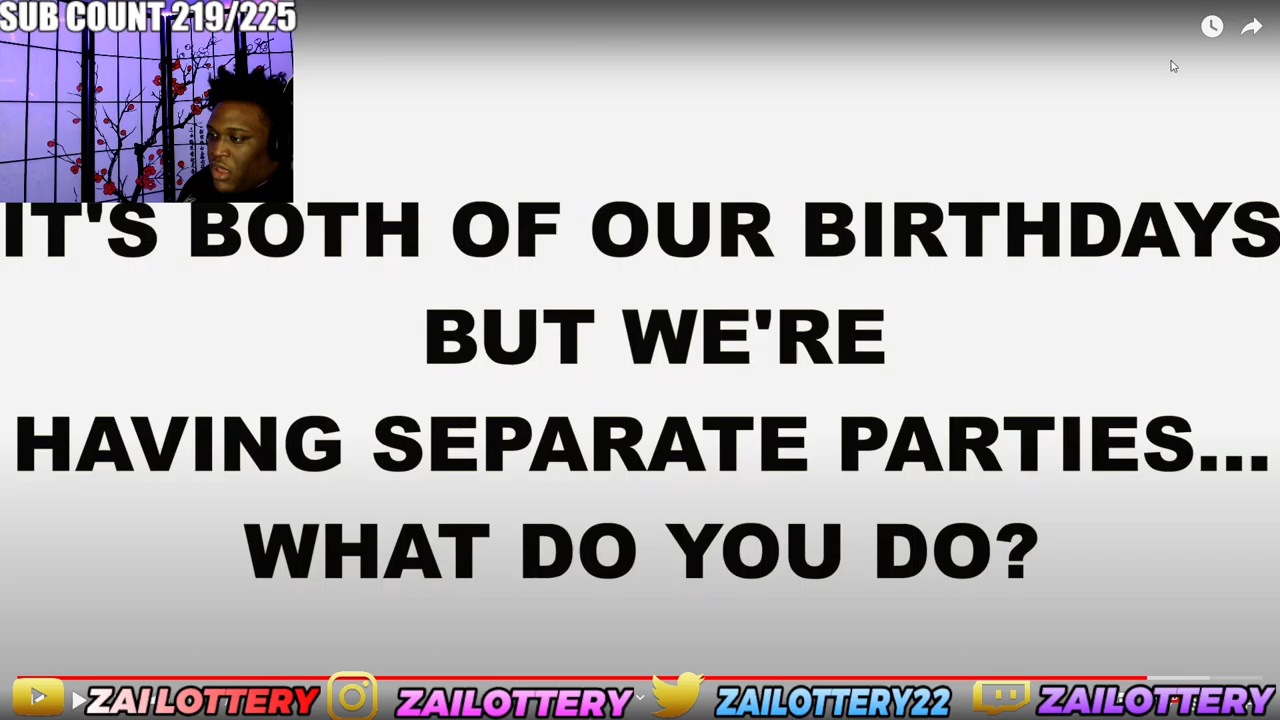 SUB COUNT 219/225
IT'S BOTH OF OUR BIRTHDAYS
BUT WE'RE
HAVING SEPARATE PARTIES...
WHAT DO YOU DO?
ZAILOTTERY
ZAILOTTERY
ZAILOTTERY22
ZAILOTTERY